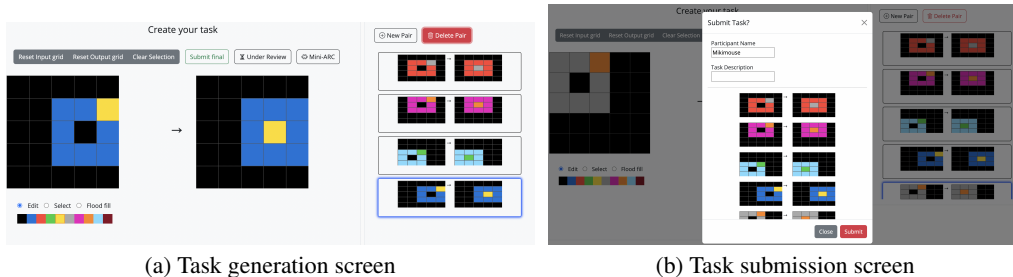 Create your task
Reset Input grid Reset Output grid Clear Selection Submit final Under Review Mini-ARC
New Pair Delete Pair
Edit Select Flood fill
(a) Task generation screen
Create your task
Reset Input grid Reset Output grid Clear Selection
New Pair Delete Pair
Submit Task?
Participant Name
Mikimouse
Task Description
Edit Select Flood fill
Close Submit
(b) Task submission screen